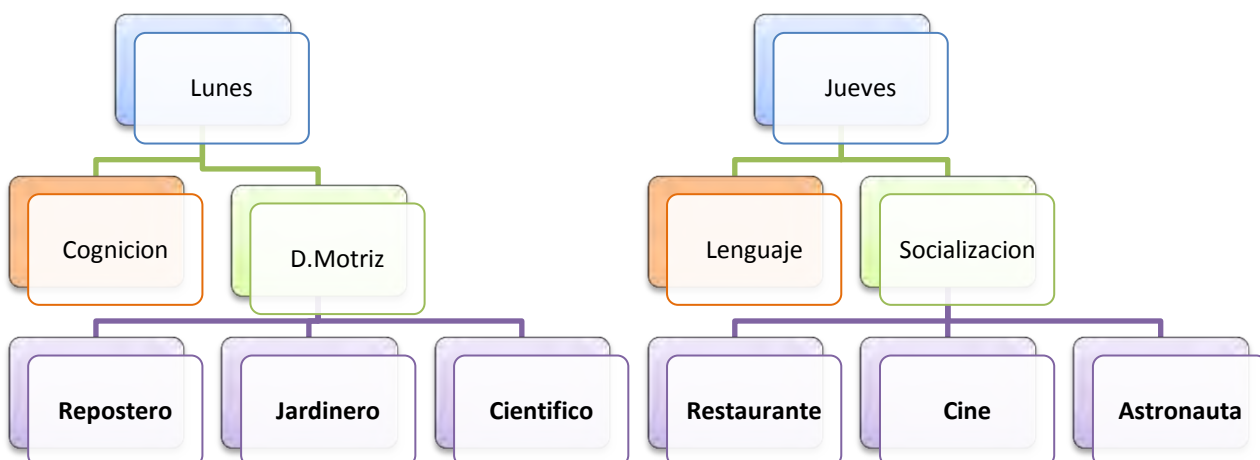 Lunes
Jueves
Cognicion
D.Motriz
Lenguaje
Socializacion
Repostero
Jardinero
Cientifico
Restaurante
Cine
Astronauta